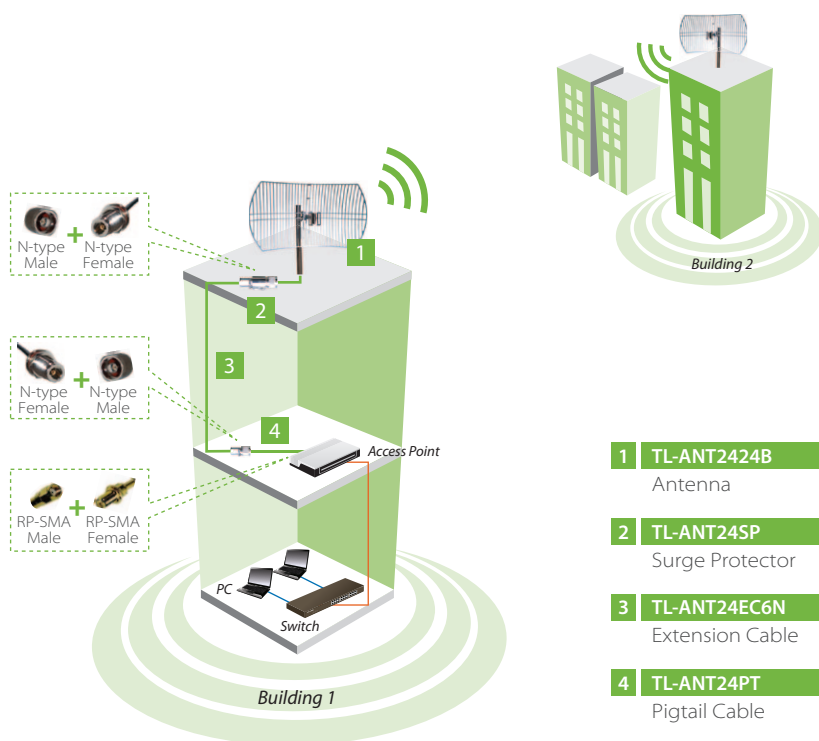 Building 2
N-type
Male
+
N-type
Female
1
2
3
N-type
Female
+
N-type
Male
4
Access Point
RP-SMA
Male
+
RP-SMA
Female
PC
Switch
Building 1
1 TL-ANT2424B
Antenna
2 TL-ANT24SP
Surge Protector
3 TL-ANT24EC6N
Extension Cable
4 TL-ANT24PT
Pigtail Cable